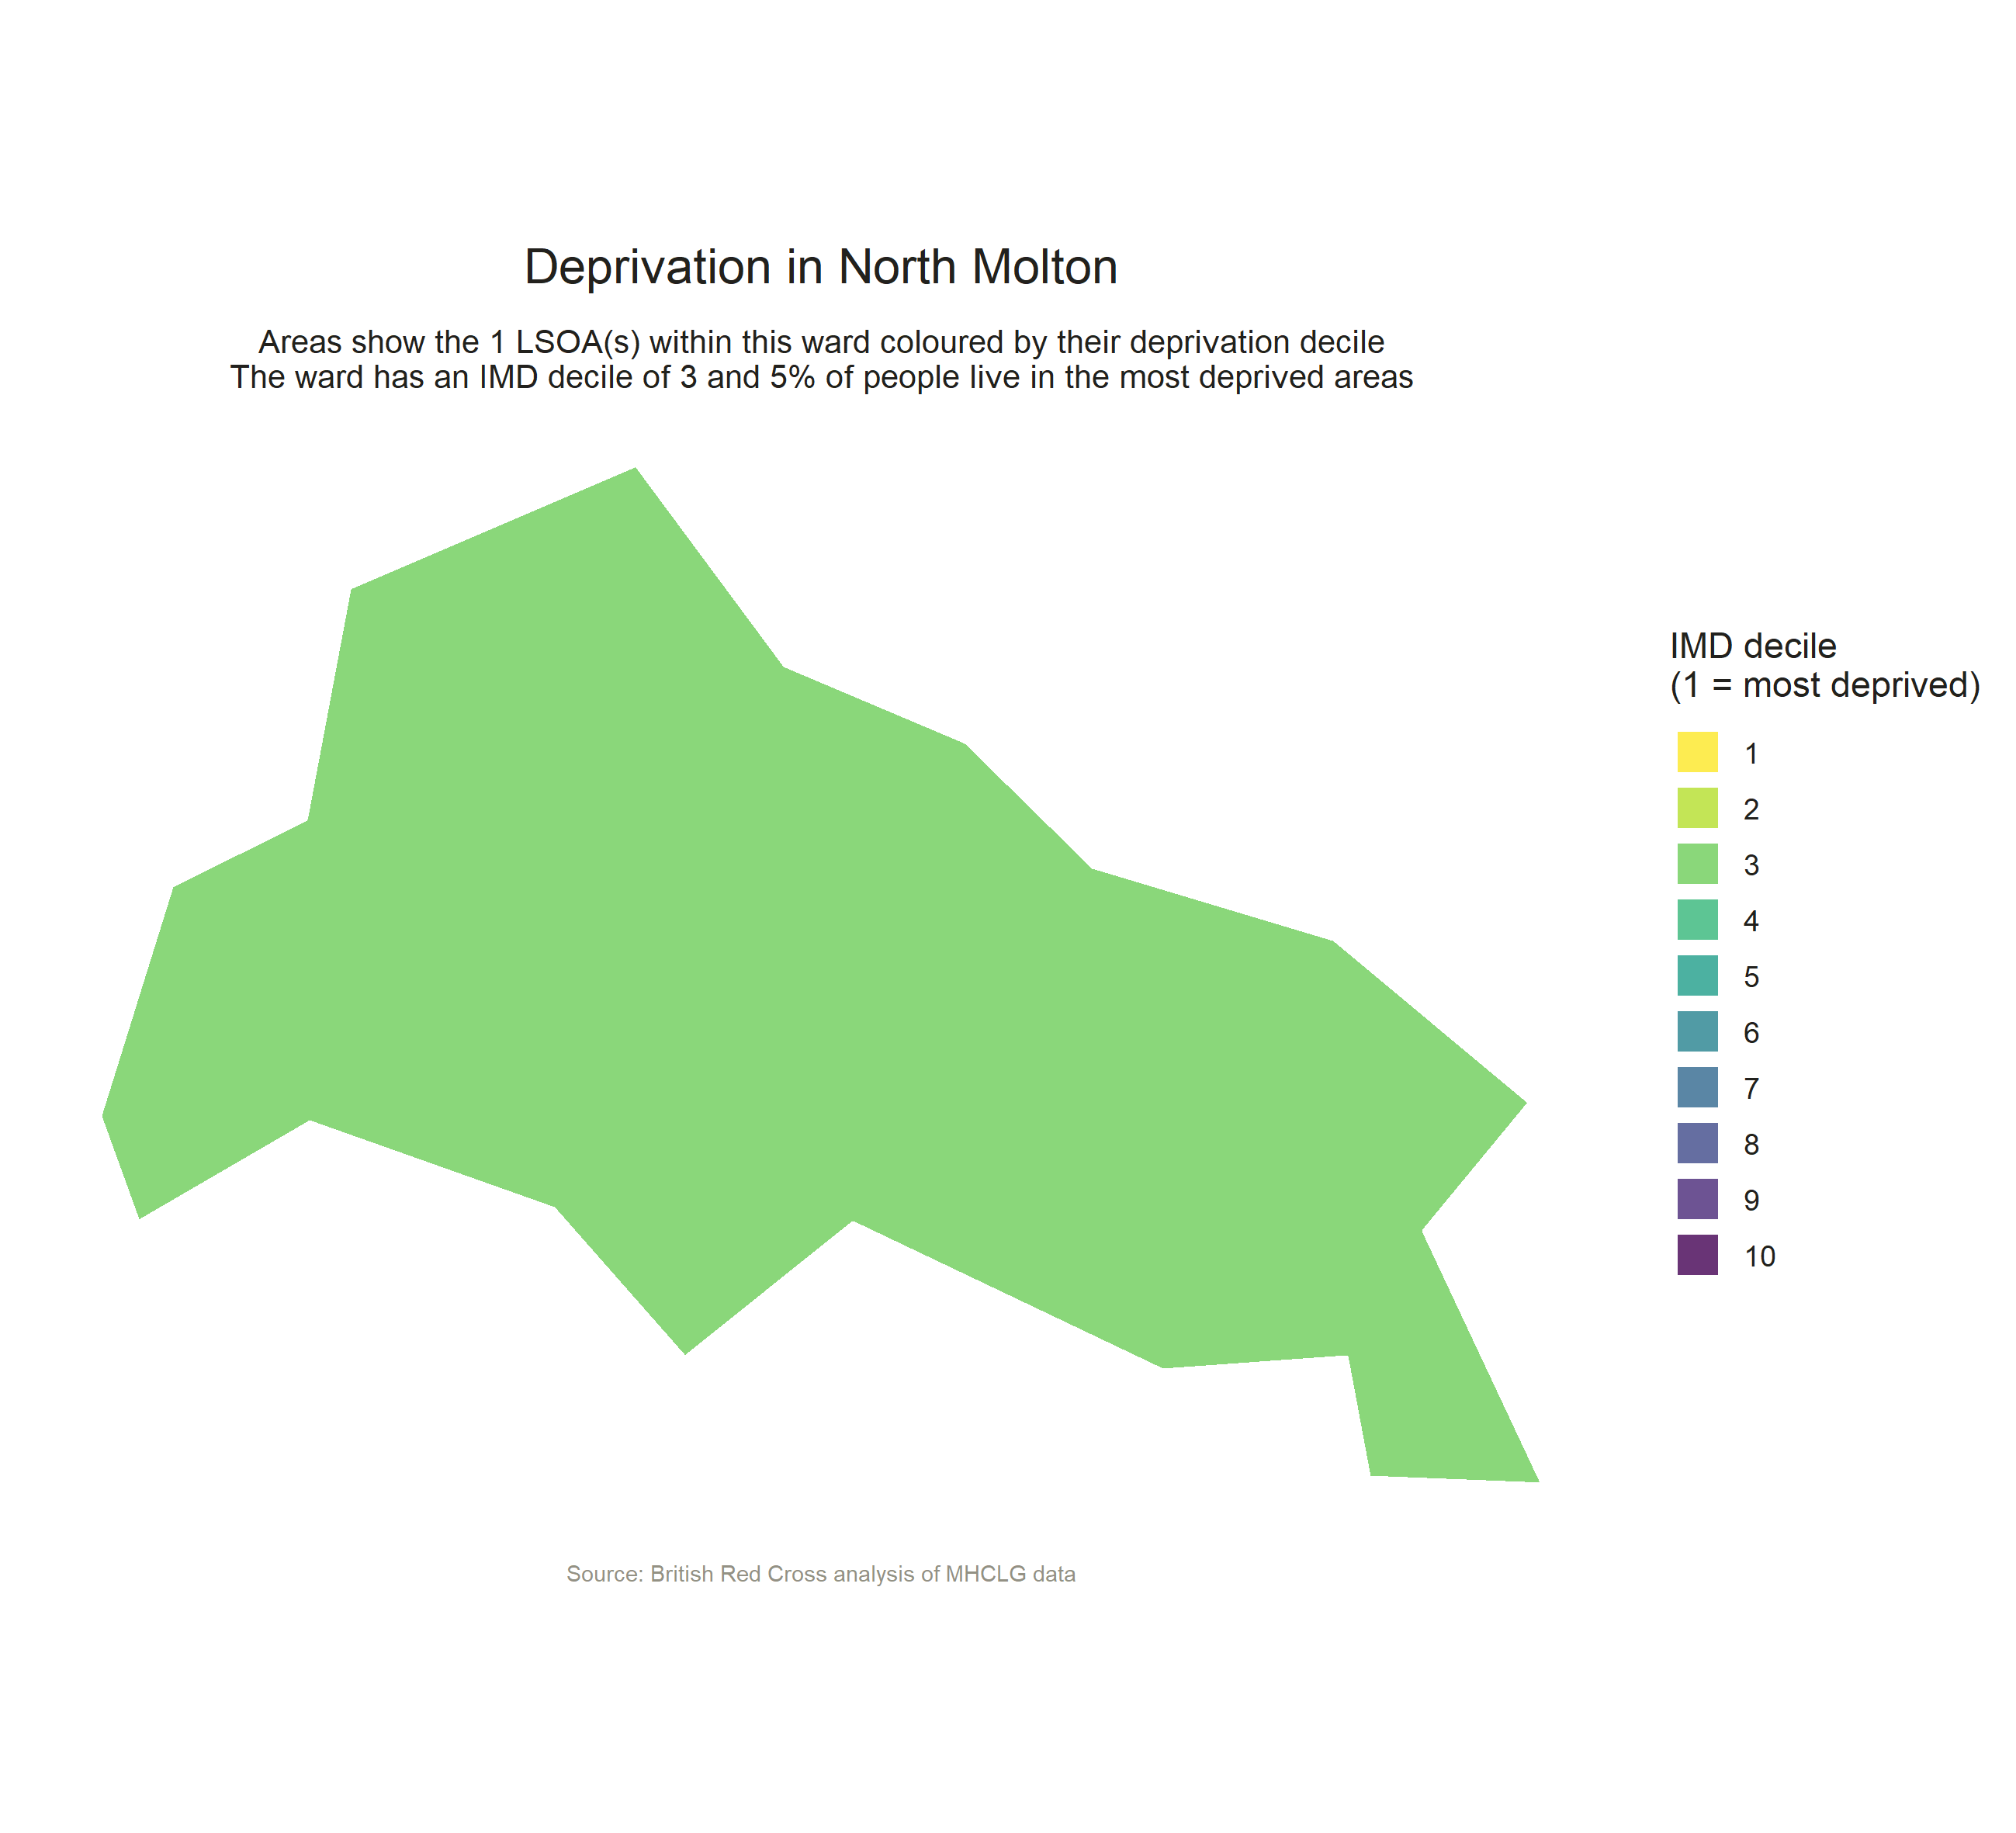 Deprivation in North Molton
Areas show the 1 LSOA(s) within this ward coloured by their deprivation decile
The ward has an IMD decile of 3 and 5% of people live in the most deprived areas
IMD decile
(1 = most deprived)
1
2
3
4
5
6
7
8
9
10
Source: British Red Cross analysis of MHCLG data